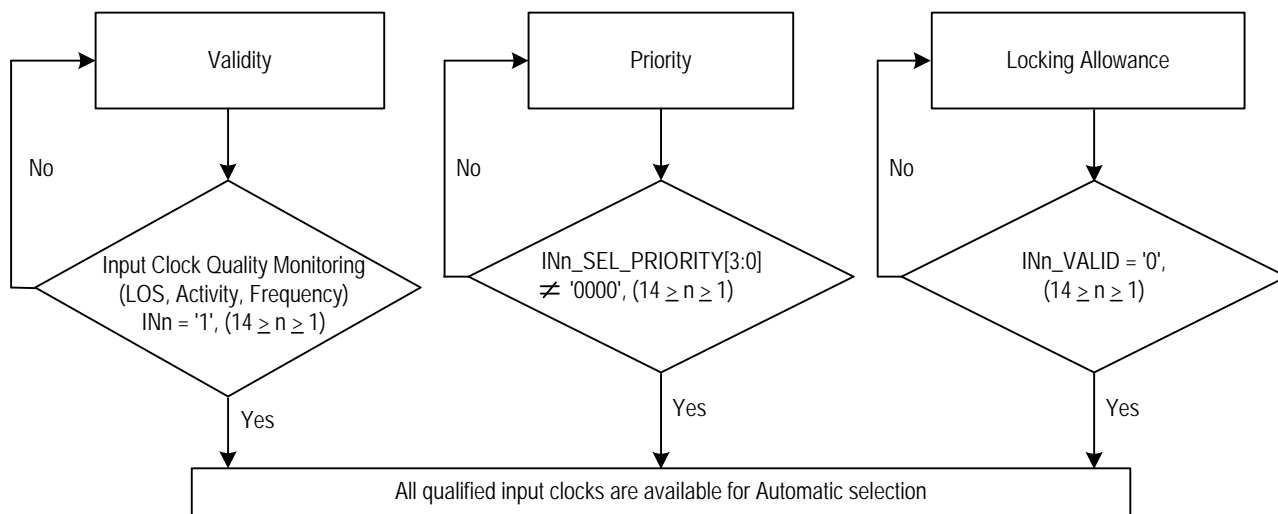 Validity
Priority
Locking Allowance
No
No
No
Input Clock Quality Monitoring
(LOS, Activity, Frequency)
INn = '1', (14 ≥ n ≥ 1)
INn_SEL_PRIORITY[3:0]
≠ '0000', (14 ≥ n ≥ 1)
INn_VALID = '0',
(14 ≥ n ≥ 1)
Yes
Yes
Yes
All qualified input clocks are available for Automatic selection